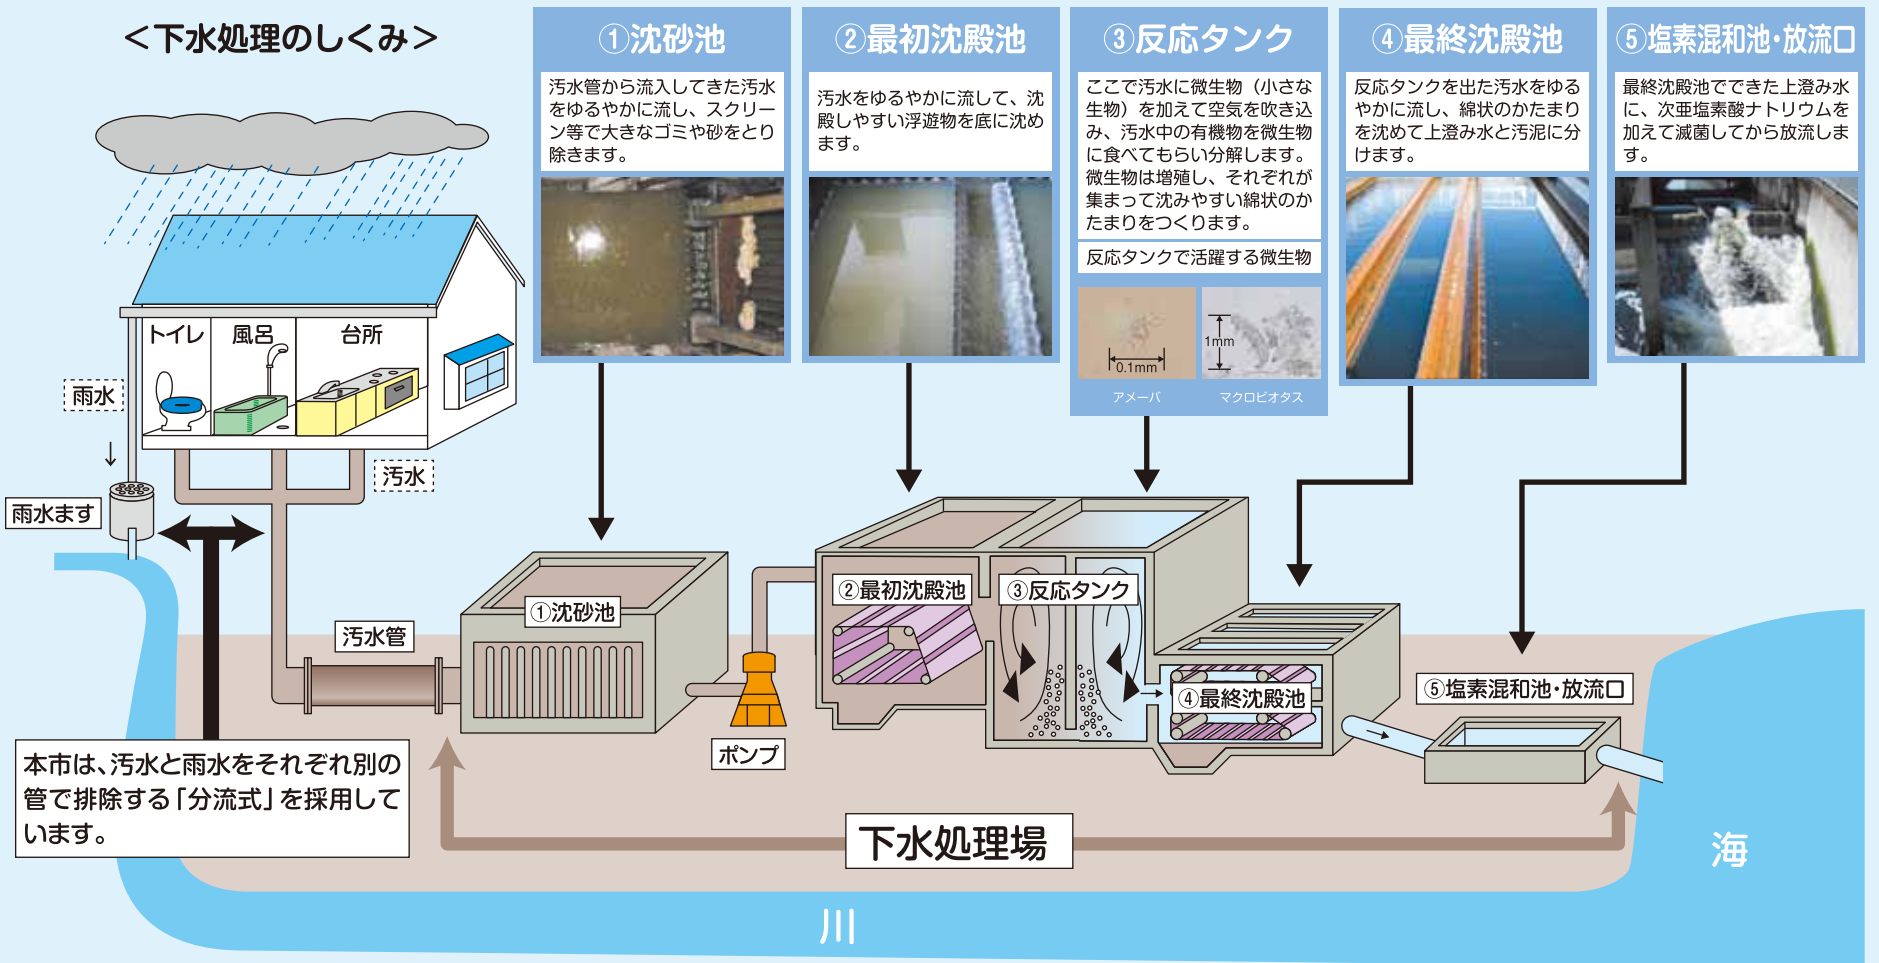 ＜下水処理のしくみ＞
①沈砂池
汚水管から流入してきた汚水
をゆるやかに流し、スクリー
ン等で大きなゴミや砂をとり
除きます。
②最初沈殿池
汚水をゆるやかに流して、沈
殿しやすい浮遊物を底に沈め
ます。
③反応タンク
ここで汚水に微生物（小さな
生物）を加えて空気を吹き込
み、汚水中の有機物を微生物
に食べてもらい分解します。
微生物は増殖し、それぞれが
集まって沈みやすい綿状のか
たまりをつくります。
反応タンクで活躍する微生物
0.1mm
1mm
アメーバ
マクロビオタス
④最終沈殿池
反応タンクを出た汚水をゆる
やかに流し、綿状のかたまり
を沈めて上澄み水と汚泥に分
けます。
⑤塩素混和池・放流口
最終沈殿池でできた上澄み水
に、次亜塩素酸ナトリウムを
加えて滅菌してから放流しま
す。
トイレ
風呂
台所
雨水
汚水
雨水ます
汚水管
①沈砂池
ポンプ
②最初沈殿池
③反応タンク
④最終沈殿池
⑤塩素混和池・放流口
本市は、汚水と雨水をそれぞれ別の
管で排除する「分流式」を採用して
います。
下水処理場
海
川